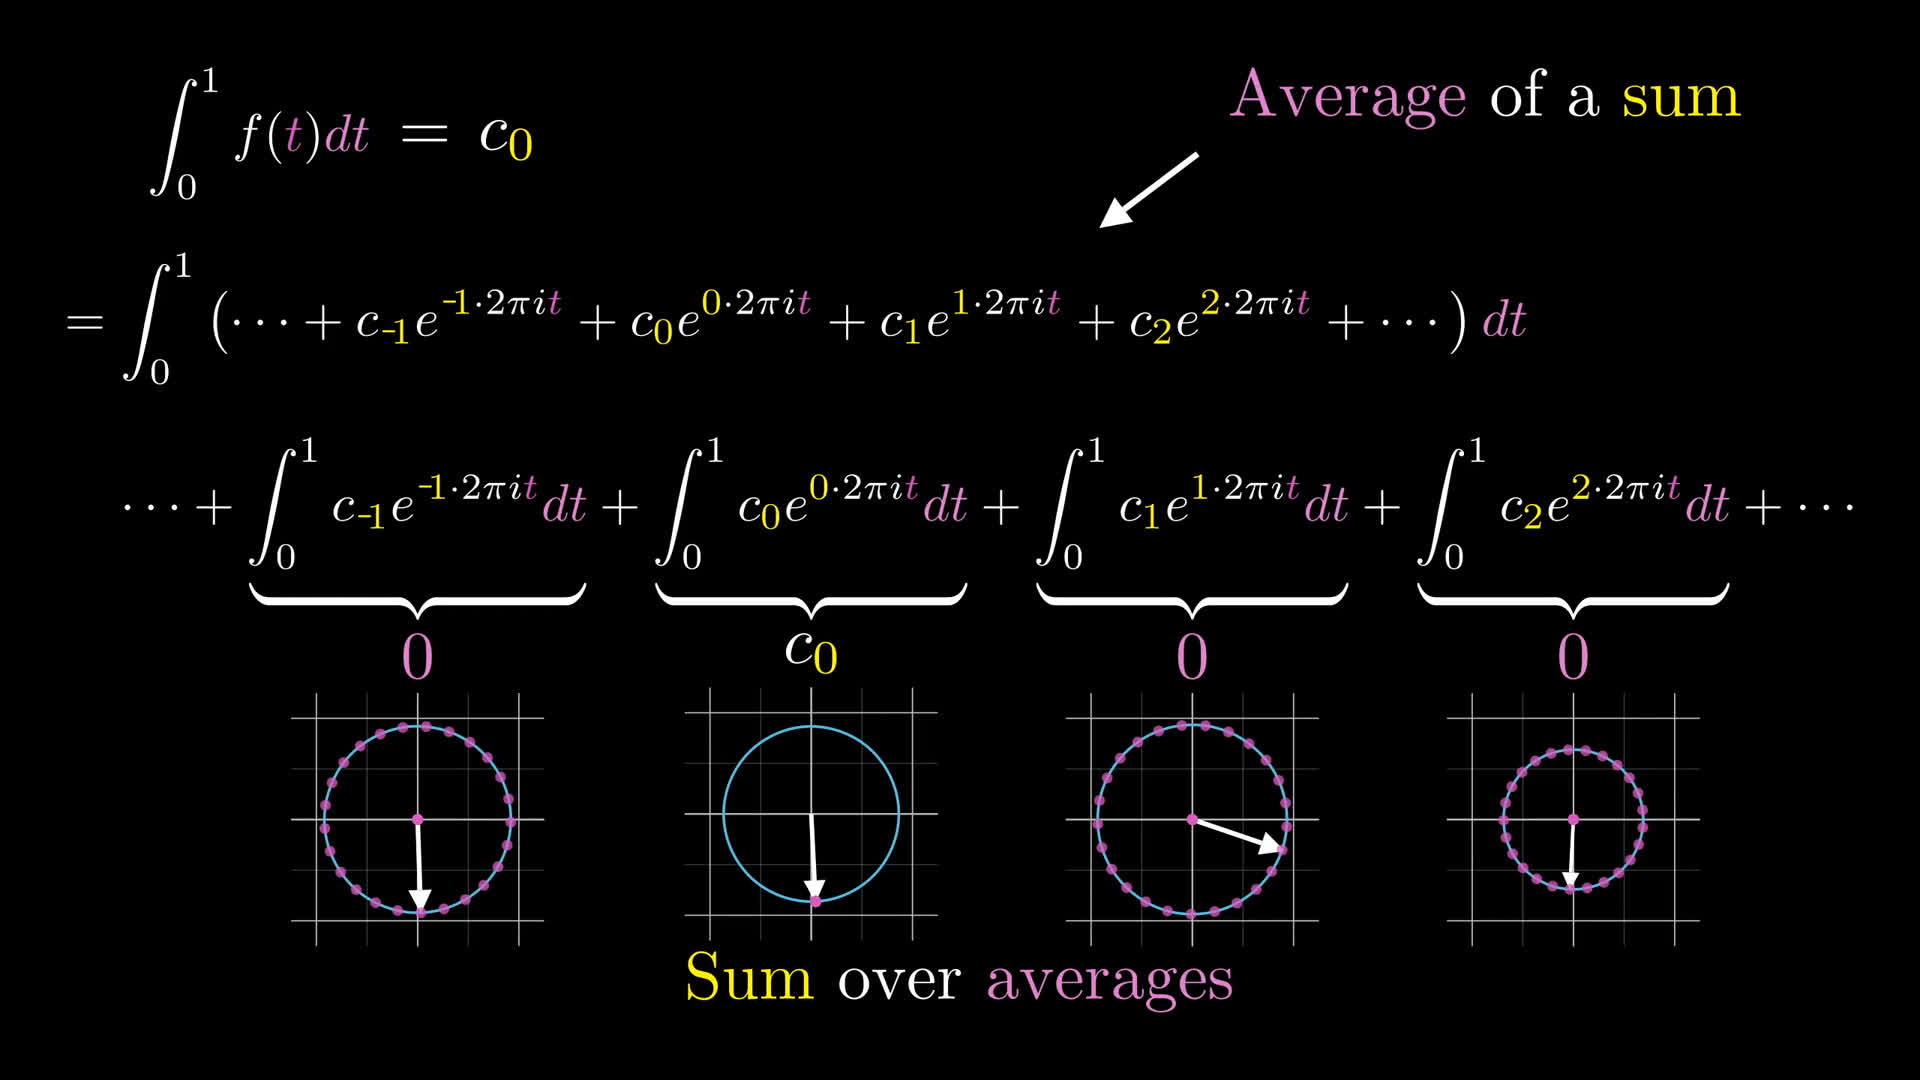 ∫₀¹ f(t)dt = c₀
Average of a sum
= ∫₀¹ (⋯ + c₋₁e^{-1·2πit} + c₀e^{0·2πit} + c₁e^{1·2πit} + c₂e^{2·2πit} + ⋯) dt
⋯ + ∫₀¹ c₋₁e^{-1·2πit}dt + ∫₀¹ c₀e^{0·2πit}dt + ∫₀¹ c₁e^{1·2πit}dt + ∫₀¹ c₂e^{2·2πit}dt + ⋯
0 c₀ 0 0
Sum over averages